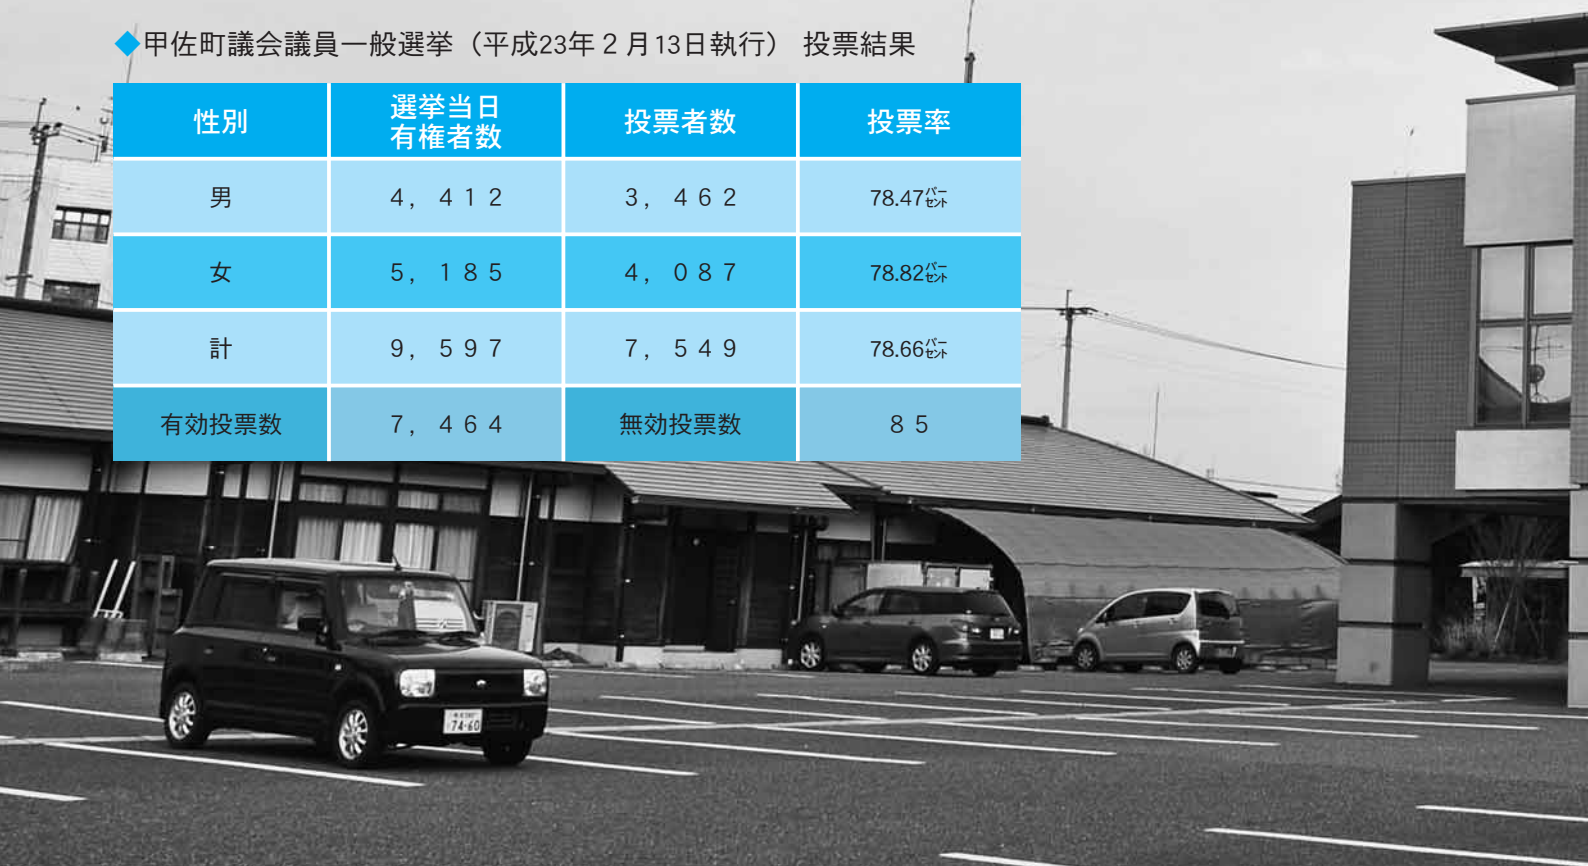 ◆甲佐町議会議員一般選挙（平成23年２月13日執行） 投票結果
性別 選挙当日有権者数 投票者数 投票率
男 ４，４１２ ３，４６２ 78.47㌫
女 ５，１８５ ４，０８７ 78.82㌫
計 ９，５９７ ７，５４９ 78.66㌫
有効投票数 ７，４６４ 無効投票数 ８５
74-60